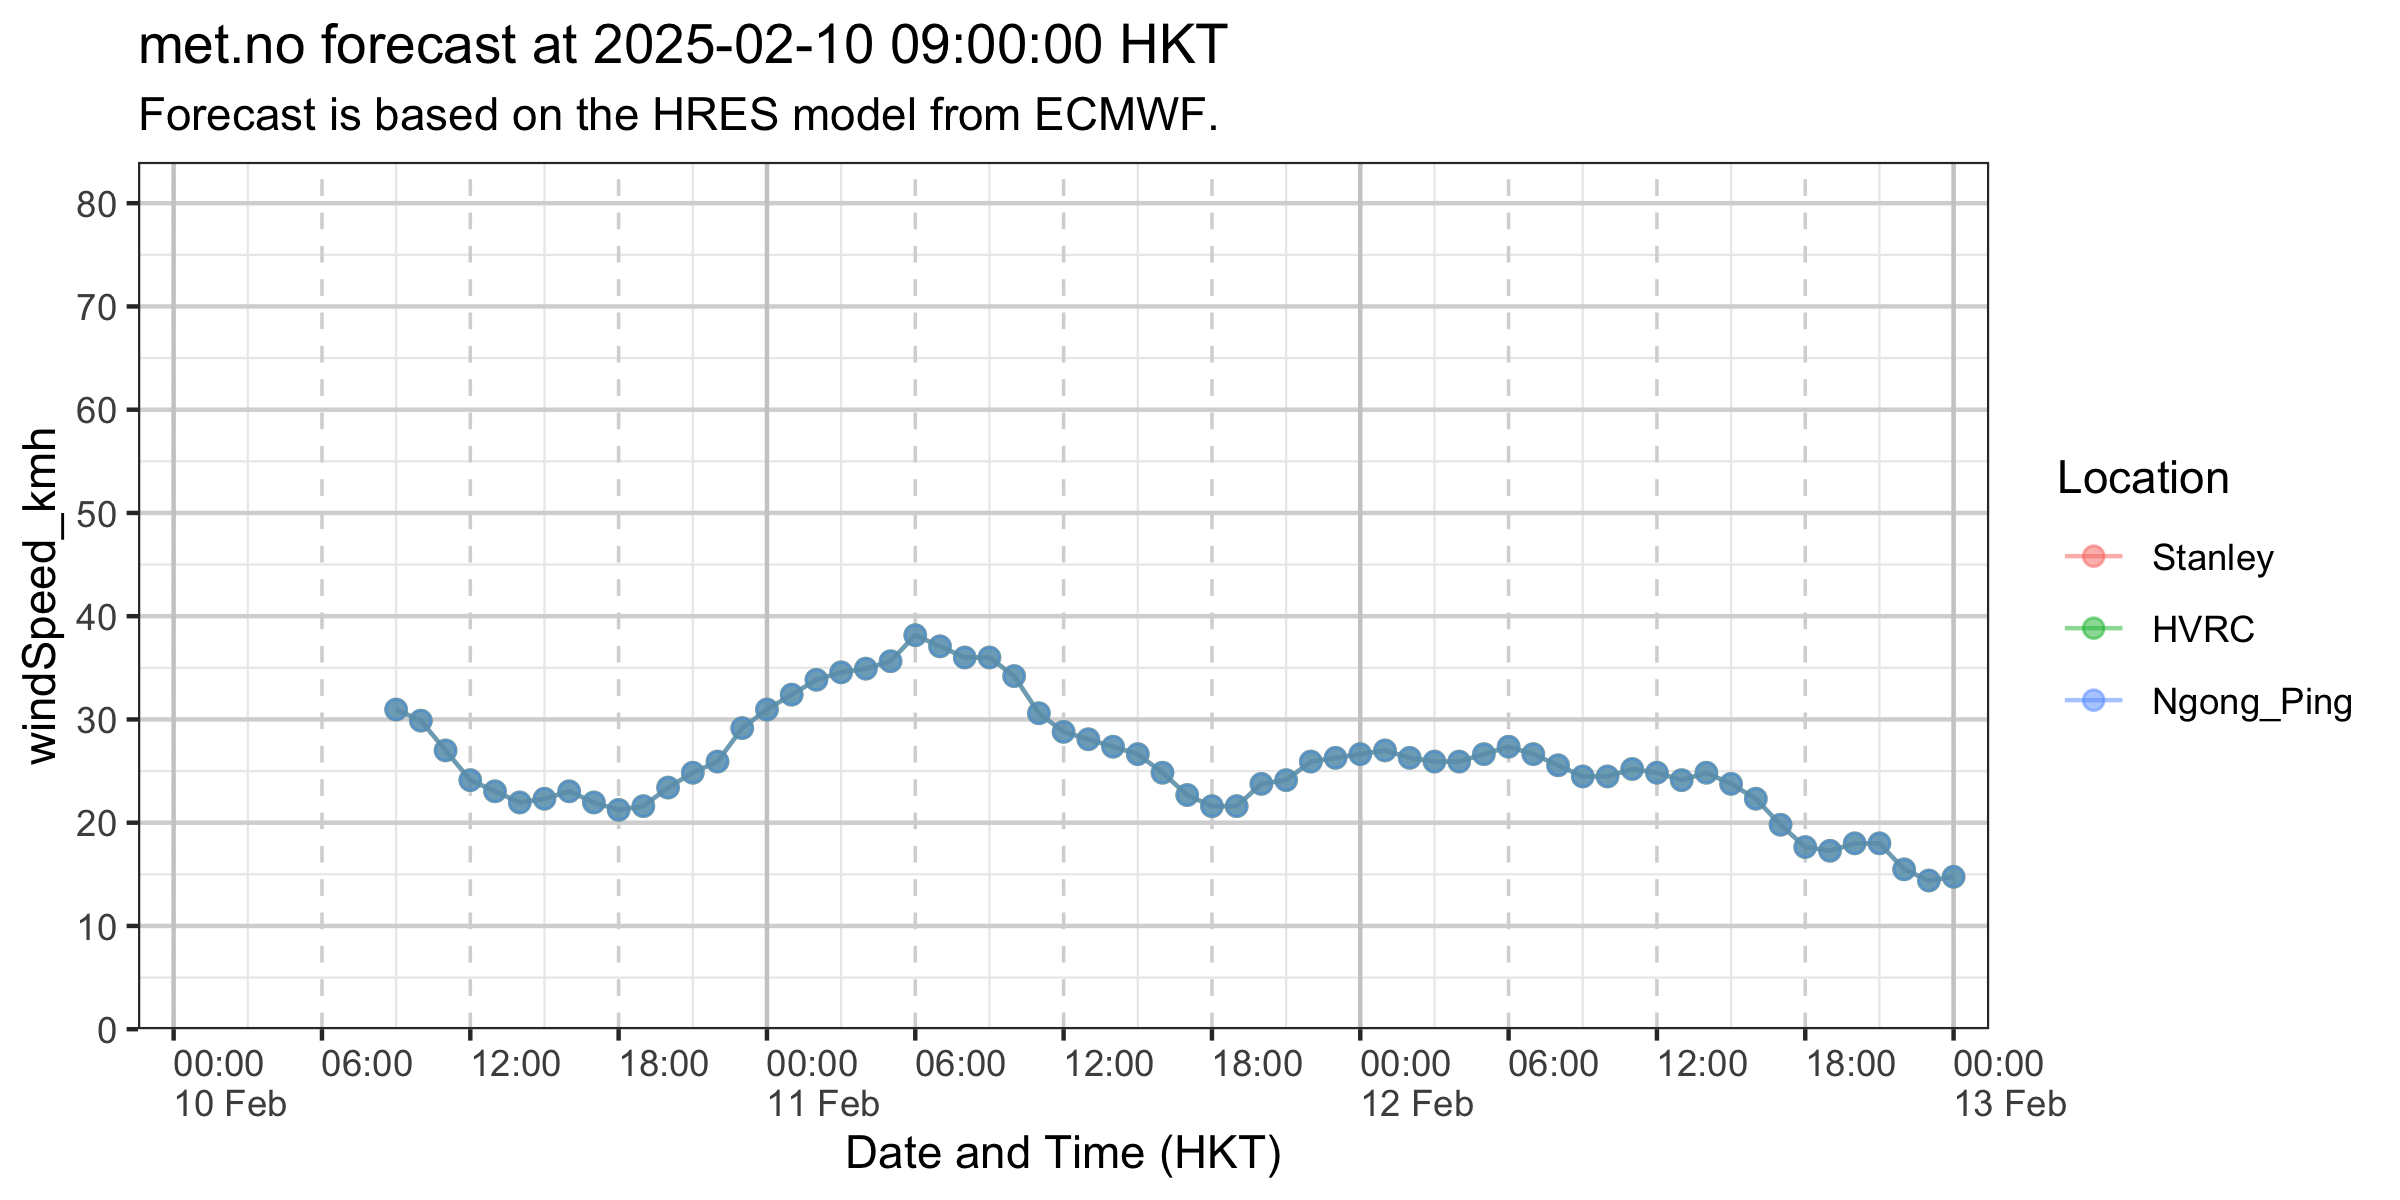 met.no forecast at 2025-02-10 09:00:00 HKT
Forecast is based on the HRES model from ECMWF.
windSpeed_kmh
80
70
60
50
40
30
20
10
0
00:00 06:00 12:00 18:00 00:00 06:00 12:00 18:00 00:00 06:00 12:00 18:00 00:00
10 Feb 11 Feb 12 Feb 13 Feb
Date and Time (HKT)
Location
Stanley
HVRC
Ngong_Ping